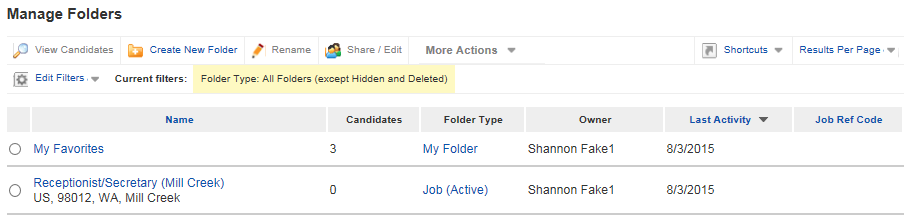 Manage Folders
View Candidates Create New Folder Rename Share / Edit More Actions Shortcuts Results Per Page
Edit Filters Current filters: Folder Type: All Folders (except Hidden and Deleted)
Name Candidates Folder Type Owner Last Activity Job Ref Code
My Favorites 3 My Folder Shannon Fake1 8/3/2015
Receptionist/Secretary (Mill Creek) 0 Job (Active) Shannon Fake1 8/3/2015
US, 98012, WA, Mill Creek